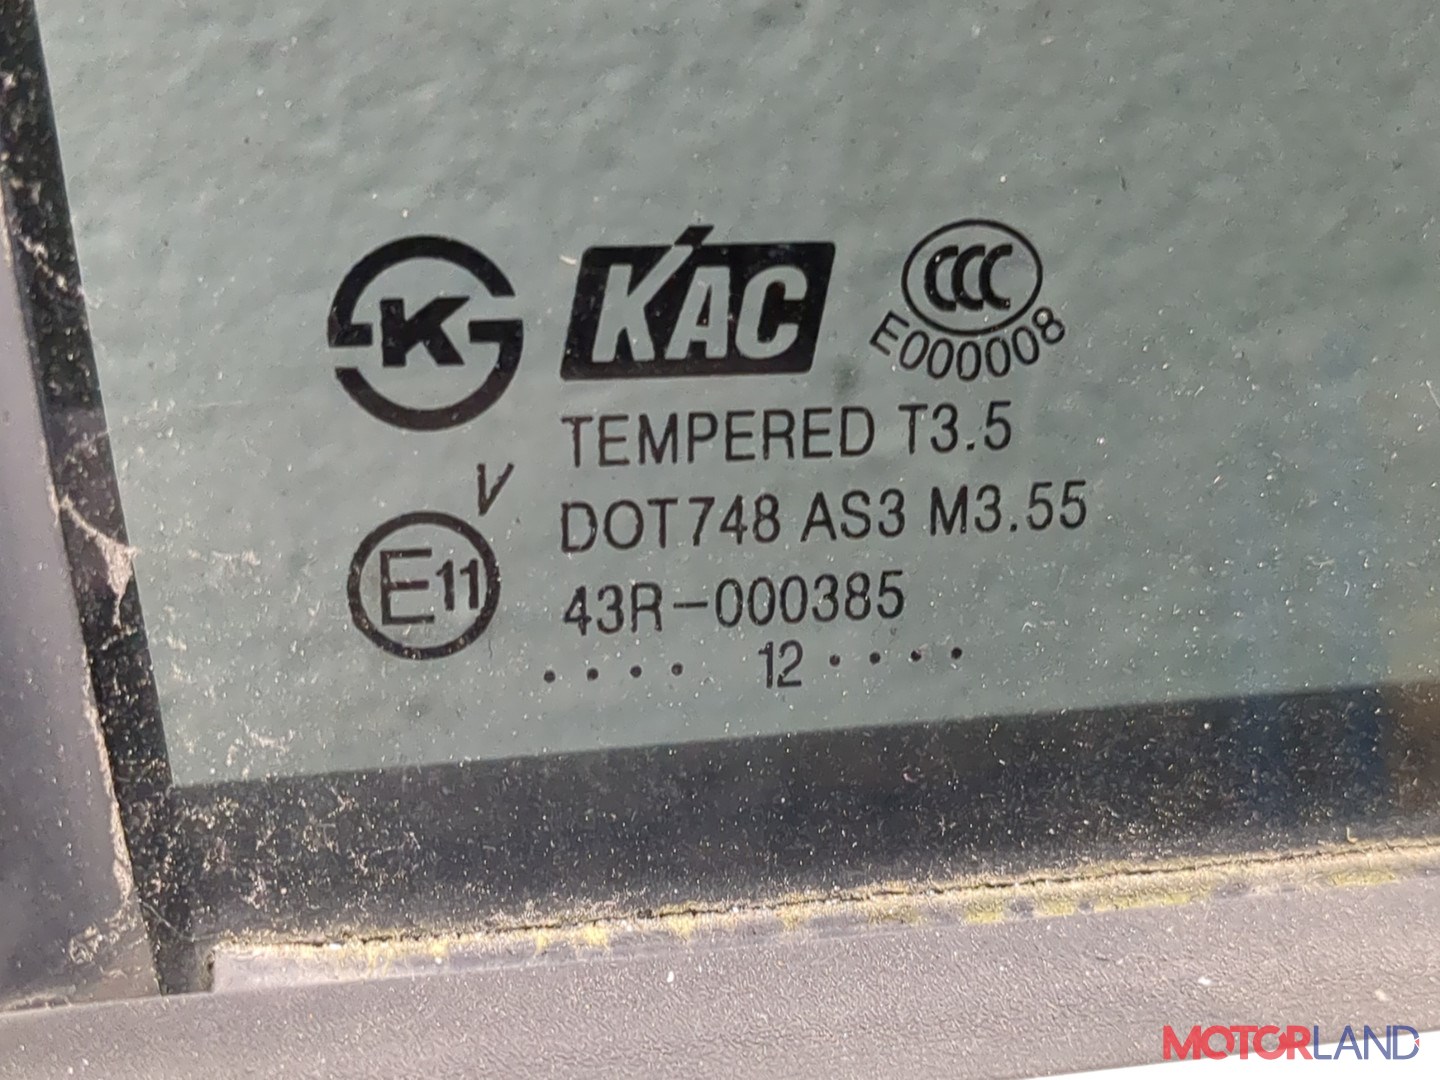 K
KAC
CCC
E000008
TEMPERED T3.5
V
DOT748 AS3 M3.55
E11
43R-000385
.... 12 ....
MOTORLAND